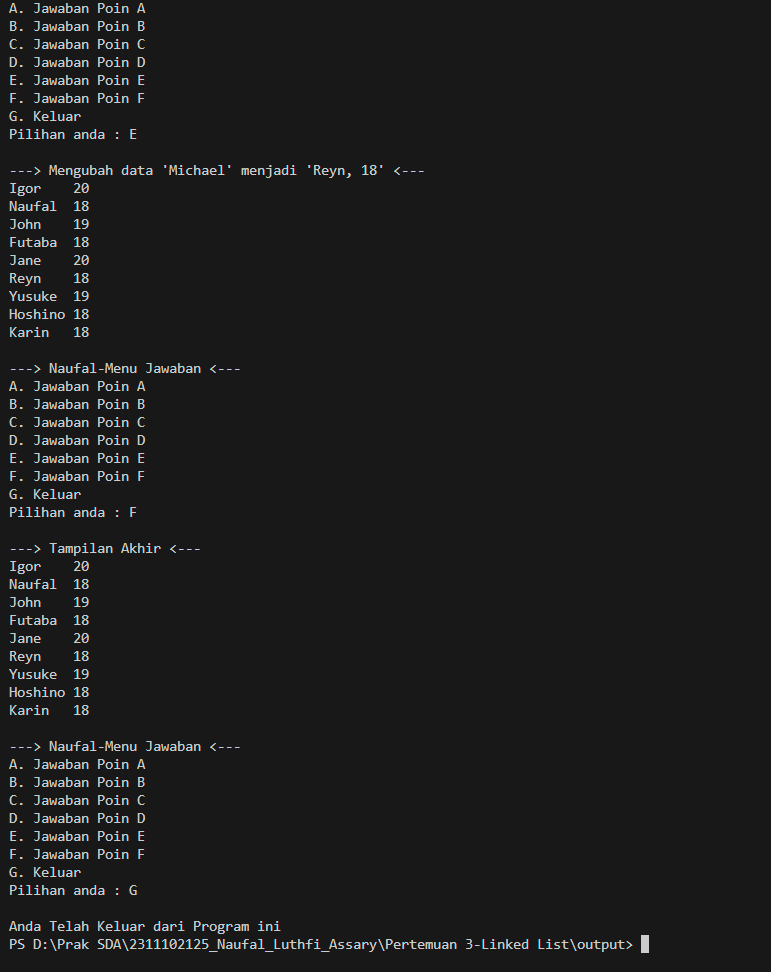 A. Jawaban Poin A
B. Jawaban Poin B
C. Jawaban Poin C
D. Jawaban Poin D
E. Jawaban Poin E
F. Jawaban Poin F
G. Keluar
Pilihan anda : E
---> Mengubah data 'Michael' menjadi 'Reyn, 18' <---
Igor    20
Naufal  18
John    19
Futaba  18
Jane    20
Reyn    18
Yusuke  19
Hoshino 18
Karin   18
---> Naufal-Menu Jawaban <---
A. Jawaban Poin A
B. Jawaban Poin B
C. Jawaban Poin C
D. Jawaban Poin D
E. Jawaban Poin E
F. Jawaban Poin F
G. Keluar
Pilihan anda : F
---> Tampilan Akhir <---
Igor    20
Naufal  18
John    19
Futaba  18
Jane    20
Reyn    18
Yusuke  19
Hoshino 18
Karin   18
---> Naufal-Menu Jawaban <---
A. Jawaban Poin A
B. Jawaban Poin B
C. Jawaban Poin C
D. Jawaban Poin D
E. Jawaban Poin E
F. Jawaban Poin F
G. Keluar
Pilihan anda : G
Anda Telah Keluar dari Program ini
PS D:\Prak SDA\2311102125_Naufal_Luthfi_Assary\Pertemuan 3-Linked List\output>